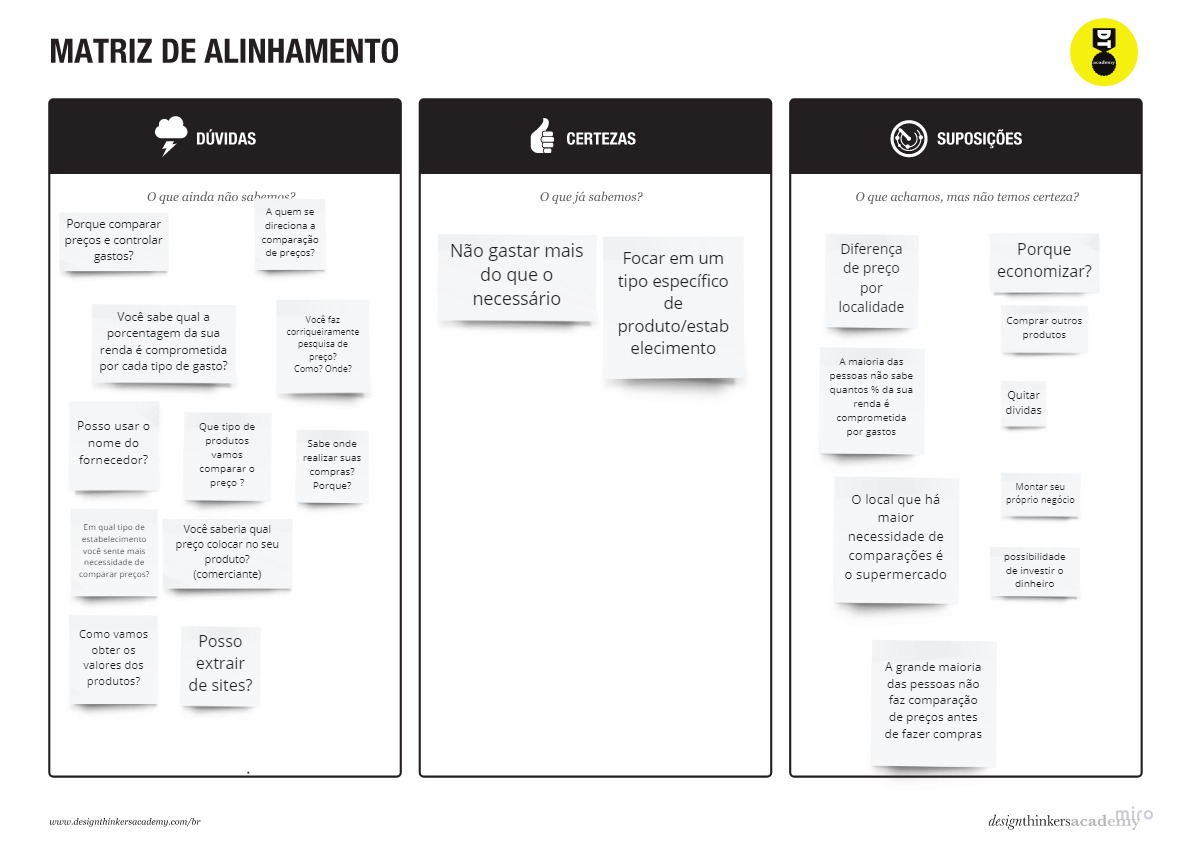 MATRIZ DE ALINHAMENTO
DT
academy
DÚVIDAS
O que ainda não sabemos?
Porque comparar
preços e controlar
gastos?
A quem se
direciona a
comparação
de preços?
Você sabe qual a
porcentagem da sua
renda é comprometida
por cada tipo de gasto?
Você faz
corriqueiramente
pesquisa de
preço?
Como? Onde?
Posso usar o
nome do
fornecedor?
Que tipo de
produtos
vamos
comparar o
preço ?
Sabe onde
realizar suas
compras?
Porque?
Em qual tipo de
estabelecimento
você sente mais
necessidade de
comparar preços?
Você saberia qual
preço colocar no seu
produto?
(comerciante)
Como vamos
obter os
valores dos
produtos?
Posso
extrair
de sites?
.
CERTEZAS
O que já sabemos?
Não gastar mais
do que o
necessário
Focar em um
tipo específico
de
produto/estab
elecimento
SUPOSIÇÕES
O que achamos, mas não temos certeza?
Diferença
de preço
por
localidade
Porque
economizar?
Comprar outros
produtos
A maioria das
pessoas não sabe
quantos % da sua
renda é
comprometida
por gastos
Quitar
dividas
O local que há
maior
necessidade de
comparações é
o supermercado
Montar seu
próprio negócio
possibilidade
de investir o
dinheiro
A grande maioria
das pessoas não
faz comparação
de preços antes
de fazer compras
www.designthinkersacademy.com/br
designthinkersacademy
miro